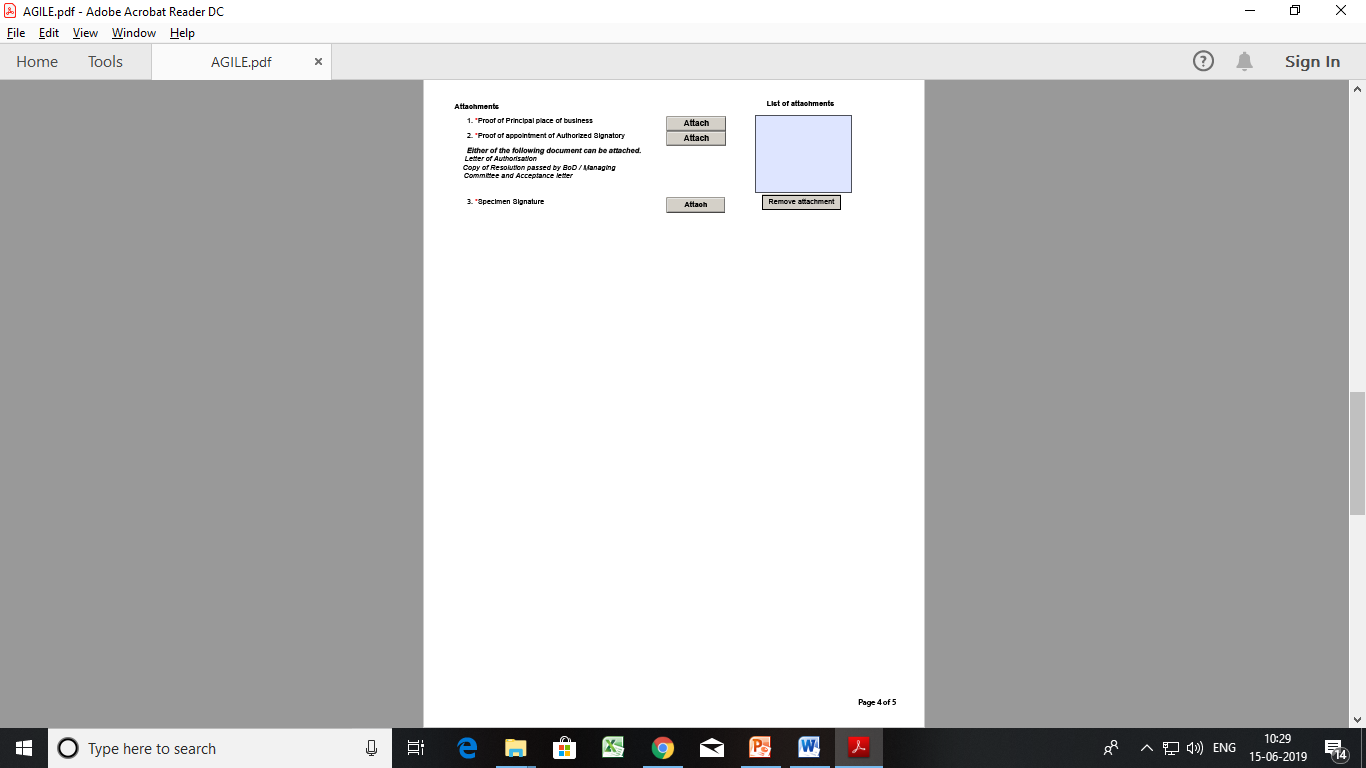 AGILE.pdf - Adobe Acrobat Reader DC
File Edit View Window Help
Home Tools AGILE.pdf × ? Sign In
Attachments
List of attachments
1. *Proof of Principal place of business Attach
2. *Proof of appointment of Authorized Signatory Attach
Either of the following document can be attached.
Letter of Authorisation
Copy of Resolution passed by BoD / Managing
Committee and Acceptance letter
3. *Specimen Signature Attach Remove attachment
Page 4 of 5
Type here to search
ENG
10:29
15-06-2019
14